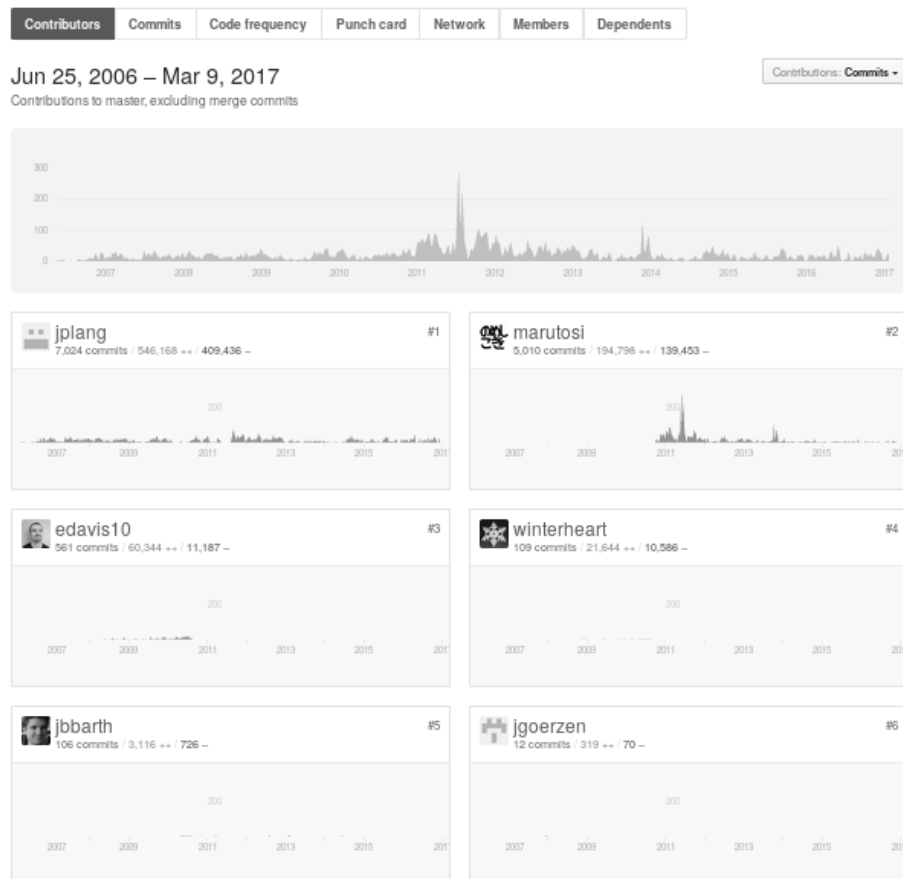 Contributors Commits Code frequency Punch card Network Members Dependents
Jun 25, 2006 – Mar 9, 2017
Contributions: Commits
Contributions to master, excluding merge commits
300
200
100
0
2007 2008 2009 2010 2011 2012 2013 2014 2015 2016 2017
jplang #1
7,024 commits / 546,168 ++ / 409,436 --
200
2007 2009 2011 2013 2015 201
marutosi #2
5,010 commits / 194,798 ++ / 139,453 --
200
2007 2009 2011 2013 2015 20
edavis10 #3
561 commits / 60,344 ++ / 11,187 --
200
2007 2009 2011 2013 2015 201
winterheart #4
109 commits / 21,644 ++ / 10,586 --
200
2007 2009 2011 2013 2015 20
jbbarth #5
106 commits / 3,116 ++ / 726 --
200
2007 2009 2011 2013 2015 201
jgoerzen #6
12 commits / 319 ++ / 70 --
200
2007 2009 2011 2013 2015 20